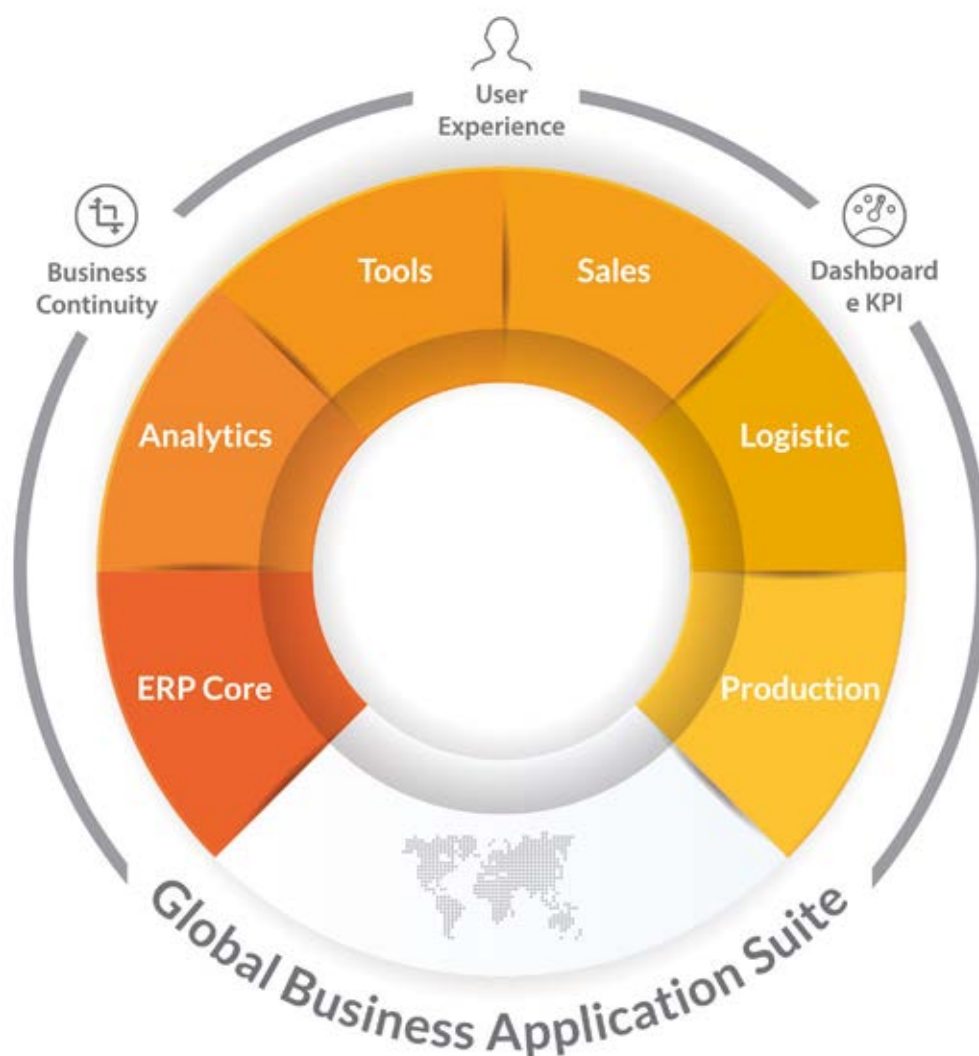 User
Experience
Business
Continuity
Dashboard
e KPI
Tools
Sales
Analytics
Logistic
ERP Core
Production
Global Business Application Suite